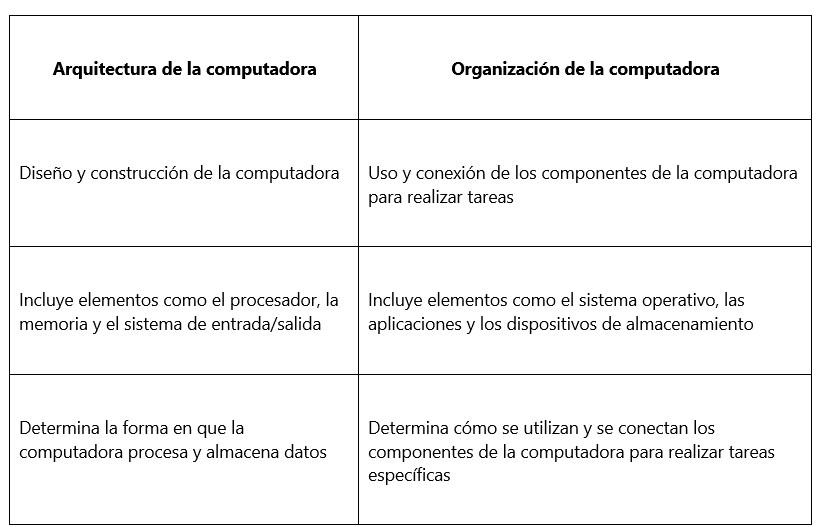 Arquitectura de la computadora
Organización de la computadora
Diseño y construcción de la computadora
Uso y conexión de los componentes de la computadora
para realizar tareas
Incluye elementos como el procesador, la
memoria y el sistema de entrada/salida
Incluye elementos como el sistema operativo, las
aplicaciones y los dispositivos de almacenamiento
Determina la forma en que la
computadora procesa y almacena datos
Determina cómo se utilizan y se conectan los
componentes de la computadora para realizar tareas
específicas